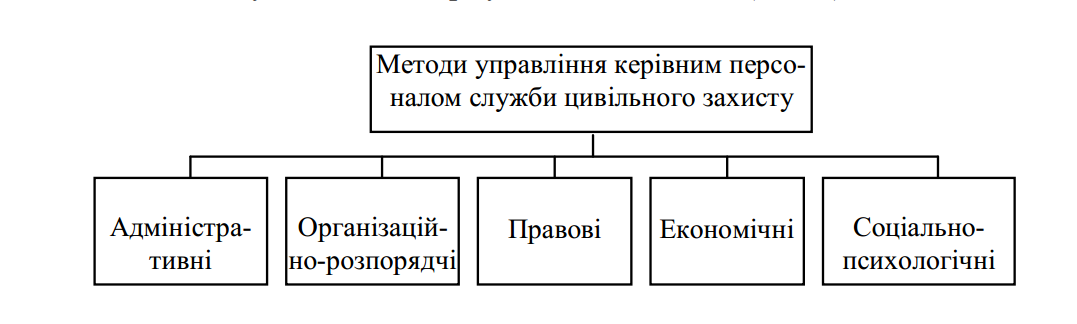 Методи управління керівним персо-
налом служби цивільного захисту
Адміністра-
тивні
Організацій-
но-розпорядчі
Правові
Економічні
Соціально-
психологічні